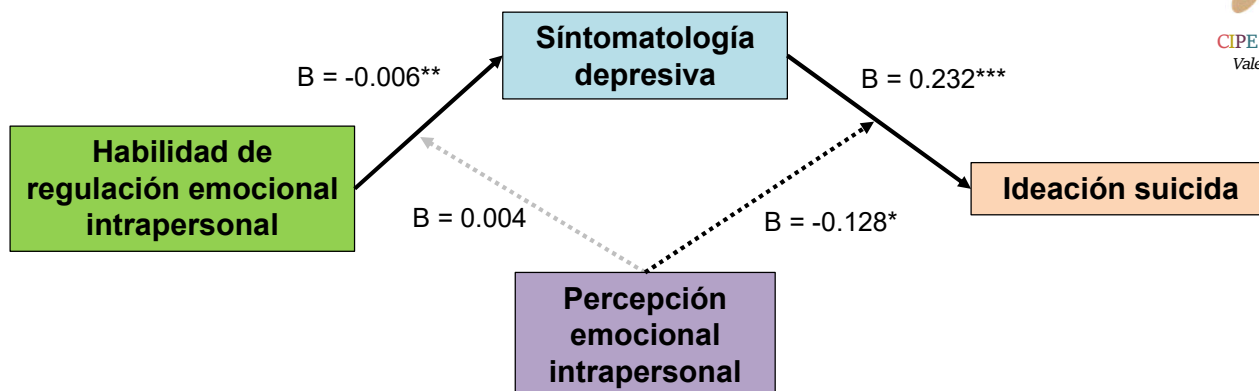 Síntomatología
depresiva
CIPE
Vale
B = -0.006**
B = 0.232***
Habilidad de
regulación emocional
intrapersonal
Ideación suicida
B = 0.004
B = -0.128*
Percepción
emocional
intrapersonal